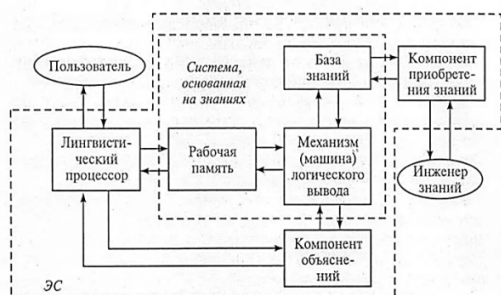 Пользователь
Система,
основанная
на знаниях
База
знаний
Компонент
приобрете-
ния знаний
Лингвисти-
ческий
процессор
Рабочая
память
Механизм
(машина)
логического
вывода
Инженер
знаний
Компонент
объясне-
ний
ЭС